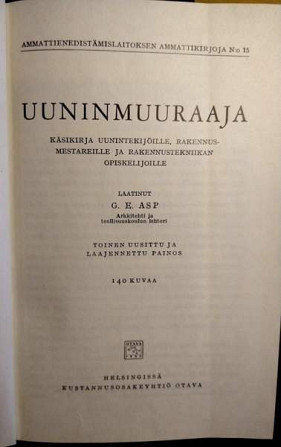 AMMATTIENEDISTÄMISLAITOKSEN AMMATTIKIRJOJA N:o 15
UUNINMUURAAJA
KÄSIKIRJA UUNINTEKIJÖILLE, RAKENNUS-
MESTAREILLE JA RAKENNUSTEKNIIKAN
OPISKELIJOILLE
LAATINUT
G. E. ASP
Arkkitehti ja
teollisuuskoulun lehtori
TOINEN UUSITTU JA
LAAJENNETTU PAINOS
140 KUVAA
HELSINGISSÄ
KUSTANNUSOSAKEYHTIÖ OTAVA